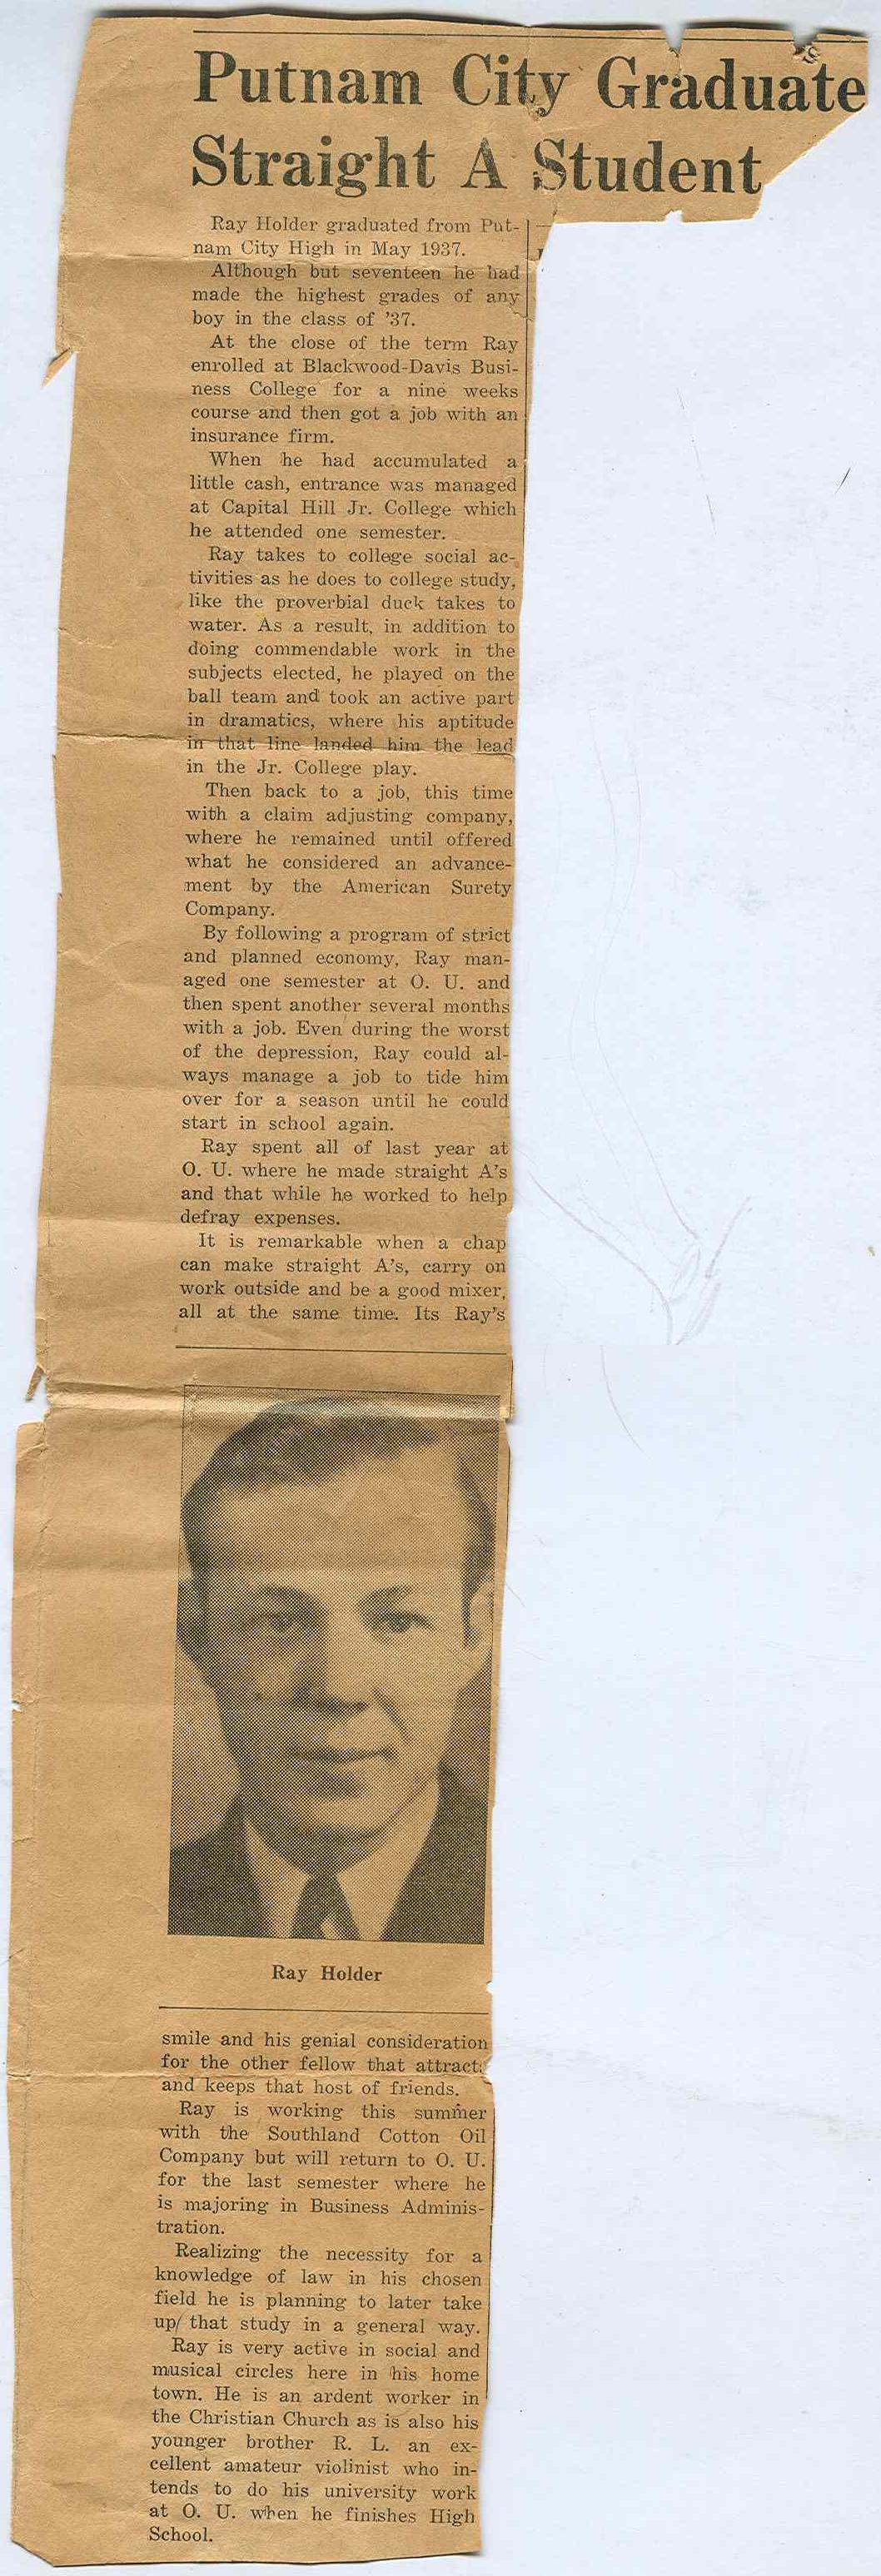 Putnam City Graduate
Straight A Student
Ray Holder graduated from Put-
nam City High in May 1937.
Although but seventeen he had
made the highest grades of any
boy in the class of '37.
At the close of the term Ray
enrolled at Blackwood-Davis Busi-
ness College for a nine weeks
course and then got a job with an
insurance firm.
When he had accumulated a
little cash, entrance was managed
at Capital Hill Jr. College which
he attended one semester.
Ray takes to college social ac-
tivities as he does to college study,
like the proverbial duck takes to
water. As a result, in addition to
doing commendable work in the
subjects elected, he played on the
ball team and took an active part
in dramatics, where his aptitude
in that line landed him the lead
in the Jr. College play.
Then back to a job, this time
with a claim adjusting company,
where he remained until offered
what he considered an advance-
ment by the American Surety
Company.
By following a program of strict
and planned economy, Ray man-
aged one semester at O. U. and
then spent another several months
with a job. Even during the worst
of the depression, Ray could al-
ways manage a job to tide him
over for a season until he could
start in school again.
Ray spent all of last year at
O. U. where he made straight A's
and that while he worked to help
defray expenses.
It is remarkable when a chap
can make straight A's, carry on
work outside and be a good mixer,
all at the same time. Its Ray's
Ray Holder
smile and his genial consideration
for the other fellow that attracts
and keeps that host of friends.
Ray is working this summer
with the Southland Cotton Oil
Company but will return to O. U.
for the last semester where he
is majoring in Business Adminis-
tration.
Realizing the necessity for a
knowledge of law in his chosen
field he is planning to later take
up/ that study in a general way.
Ray is very active in social and
musical circles here in his home
town. He is an ardent worker in
the Christian Church as is also his
younger brother R. L. an ex-
cellent amateur violinist who in-
tends to do his university work
at O. U. when he finishes High
School.